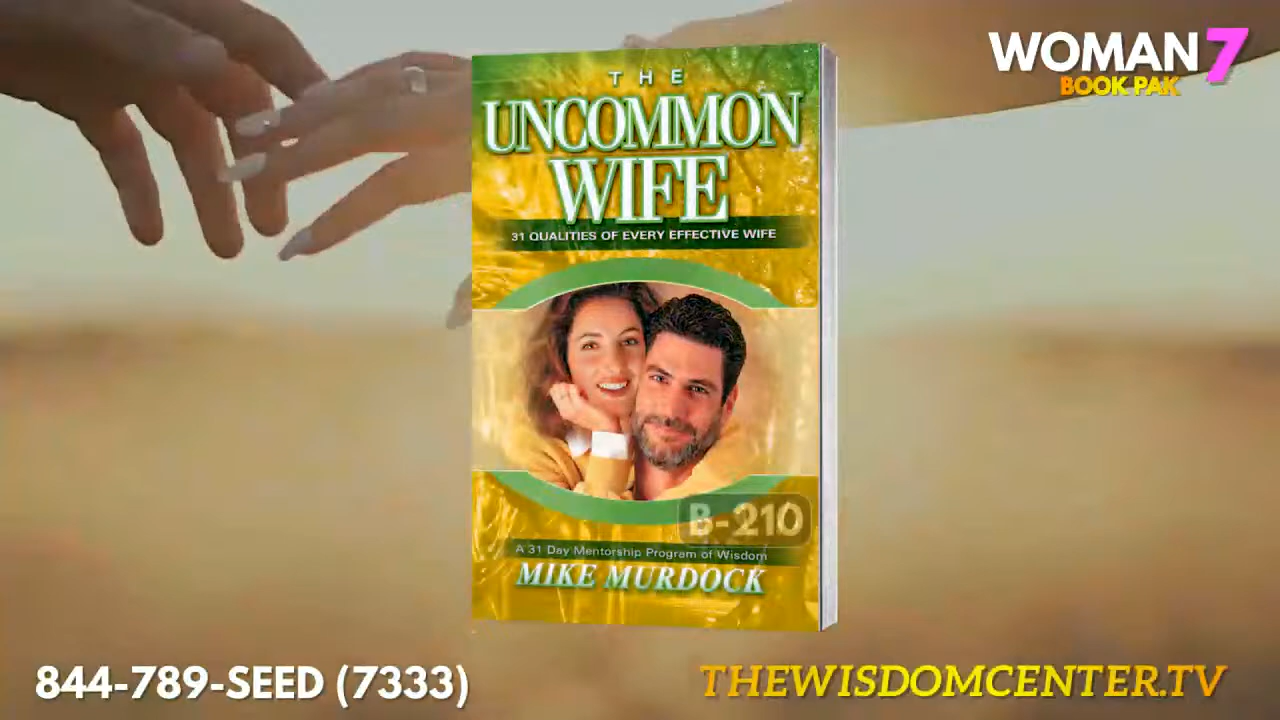 WOMAN 7
BOOK PAK
THE
UNCOMMON
WIFE
31 QUALITIES OF EVERY EFFECTIVE WIFE
B-210
A 31 Day Mentorship Program of Wisdom
MIKE MURDOCK
844-789-SEED (7333)
THEWISDOMCENTER.TV